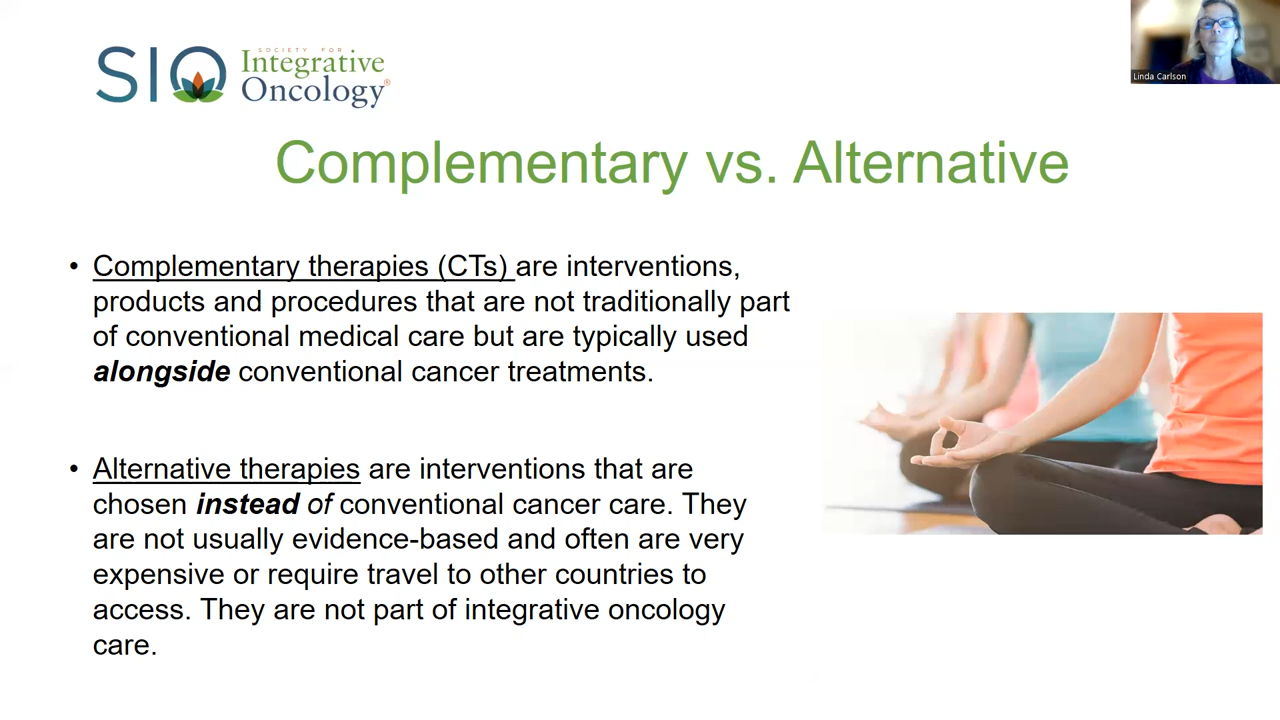 SIO
SOCIETY FOR
Integrative
Oncology®
Linda Carlson
Complementary vs. Alternative
• Complementary therapies (CTs) are interventions,
products and procedures that are not traditionally part
of conventional medical care but are typically used
alongside conventional cancer treatments.
• Alternative therapies are interventions that are
chosen instead of conventional cancer care. They
are not usually evidence-based and often are very
expensive or require travel to other countries to
access. They are not part of integrative oncology
care.